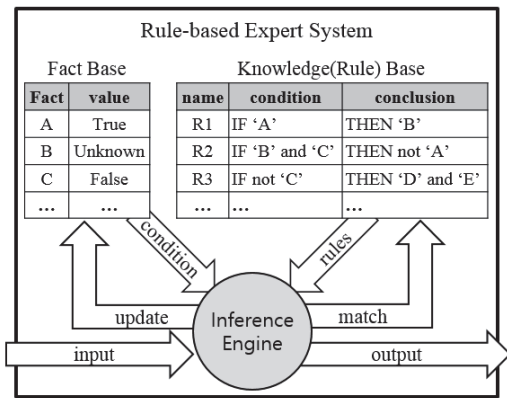 Rule-based Expert System
Fact Base
Knowledge(Rule) Base
Fact value
name condition conclusion
A True
R1 IF ‘A’ THEN ‘B’
B Unknown
R2 IF ‘B’ and ‘C’ THEN not ‘A’
C False
R3 IF not ‘C’ THEN ‘D’ and ‘E’
... ...
... ... ...
condition
rules
update
Inference
Engine
match
input
output